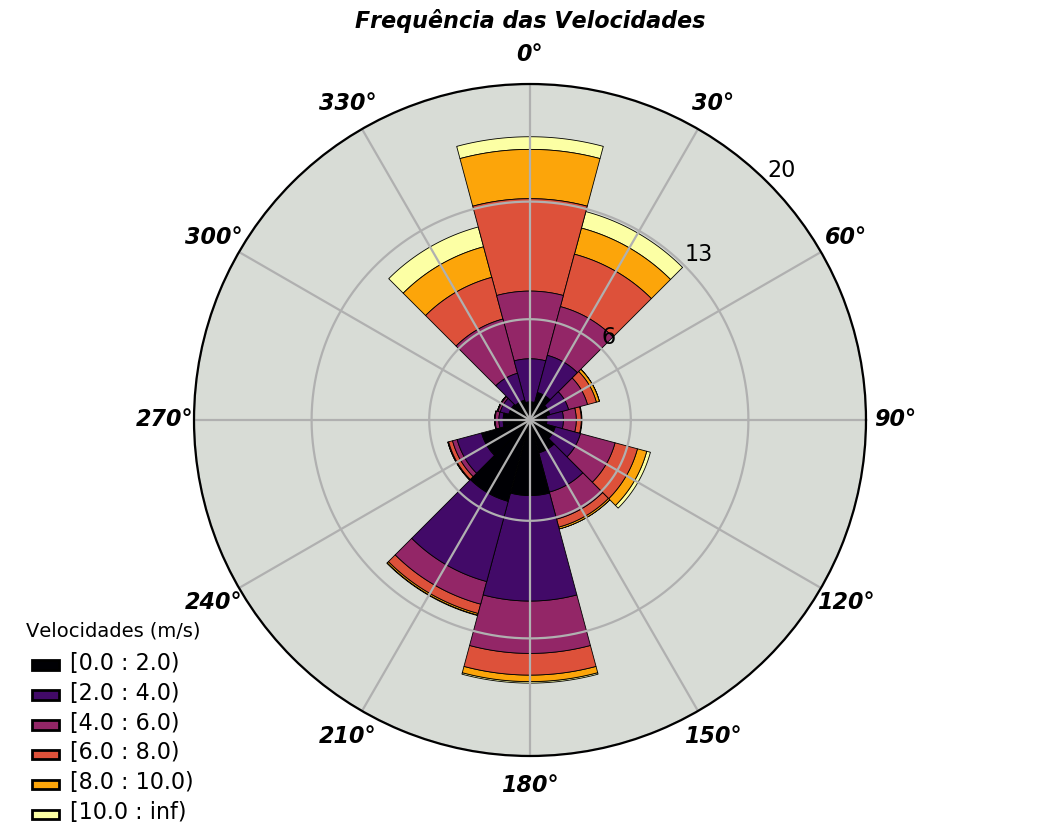 Frequência das Velocidades
0°
330°
30°
20
300°
60°
13
6
270°
90°
240°
120°
210°
150°
180°
Velocidades (m/s)
[0.0 : 2.0)
[2.0 : 4.0)
[4.0 : 6.0)
[6.0 : 8.0)
[8.0 : 10.0)
[10.0 : inf)